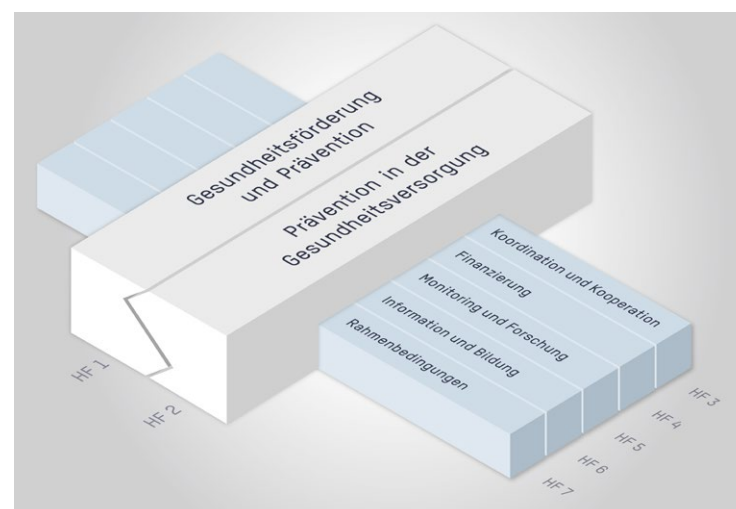 Gesundheitsförderung
und Prävention
Prävention in der
Gesundheitsversorgung
Koordination und Kooperation
Finanzierung
Monitoring und Forschung
Information und Bildung
Rahmenbedingungen
HF 1
HF 2
HF 3
HF 4
HF 5
HF 6
HF 7